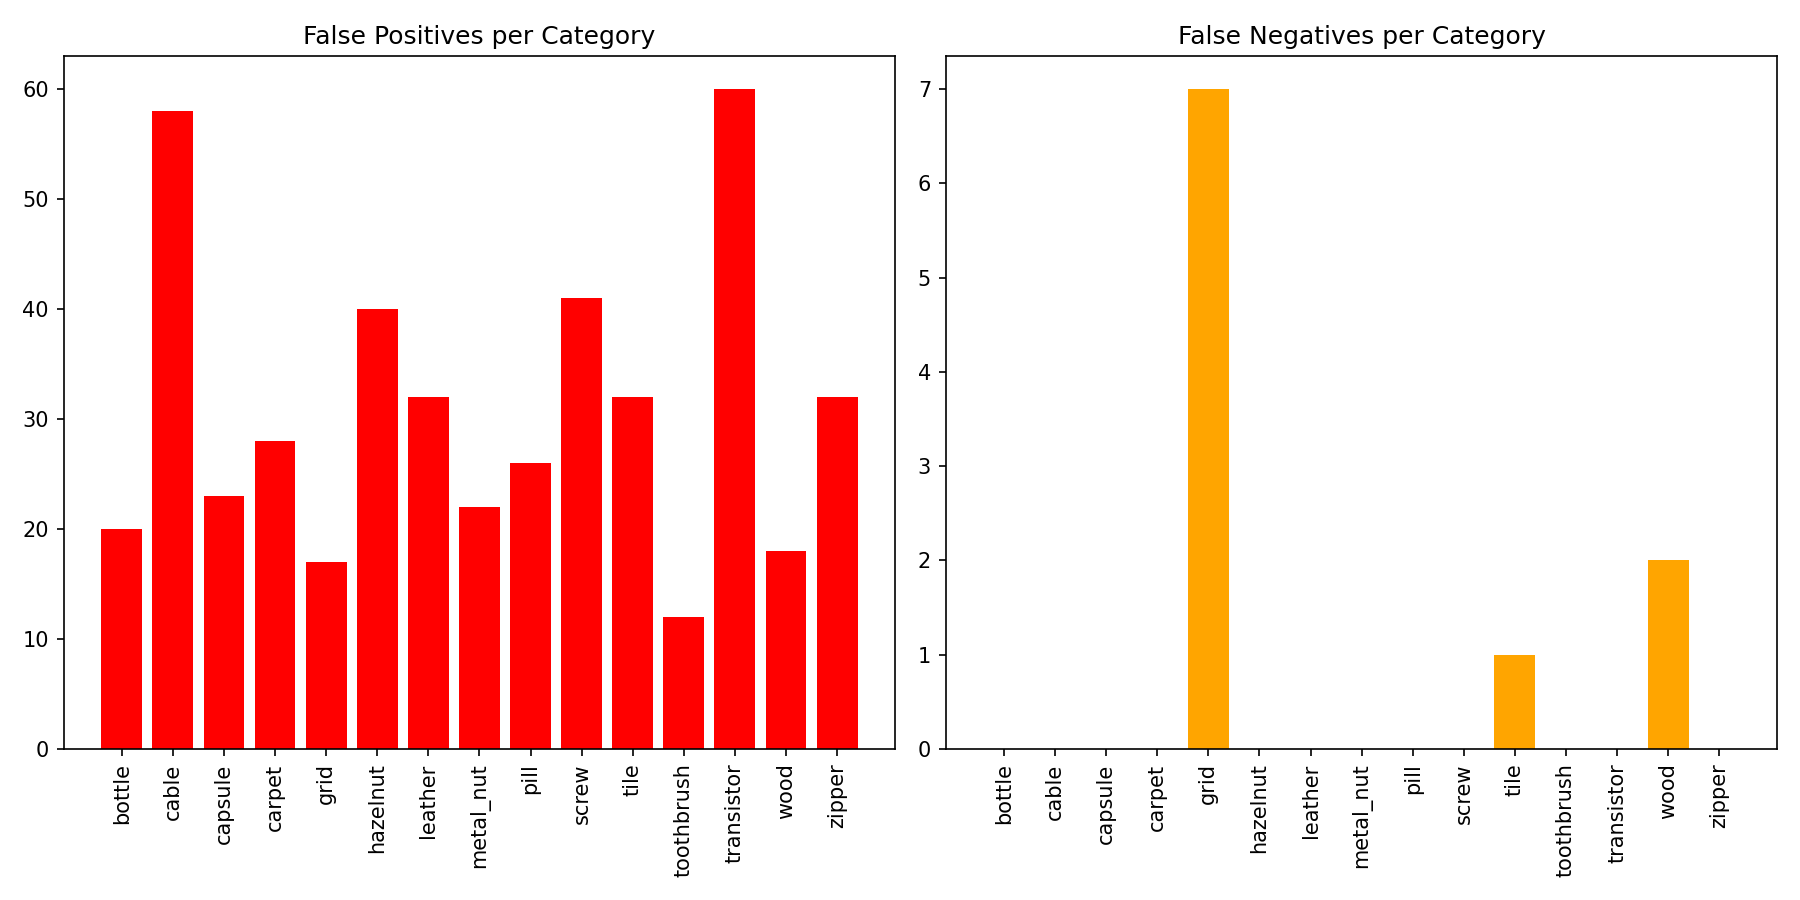 False Positives per Category
60
50
40
30
20
10
0
bottle
cable
capsule
carpet
grid
hazelnut
leather
metal_nut
pill
screw
tile
toothbrush
transistor
wood
zipper
False Negatives per Category
7
6
5
4
3
2
1
0
bottle
cable
capsule
carpet
grid
hazelnut
leather
metal_nut
pill
screw
tile
toothbrush
transistor
wood
zipper